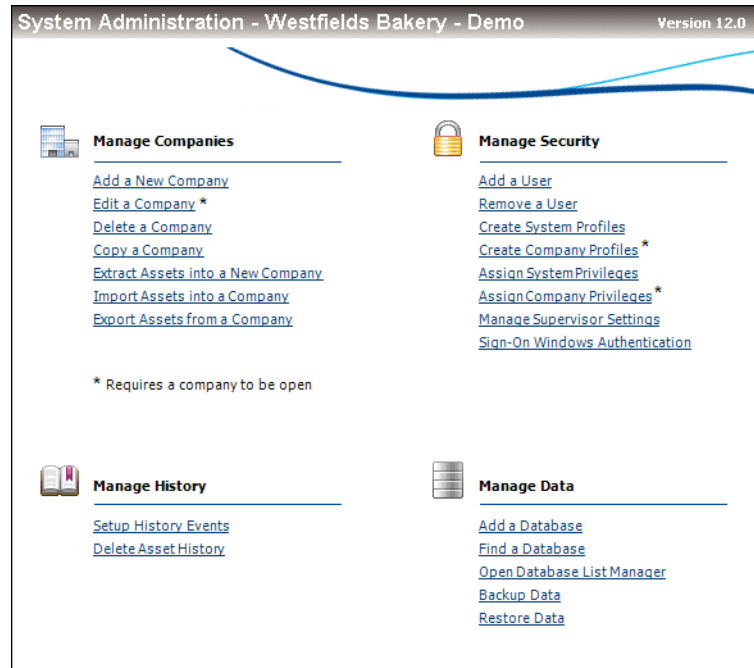 System Administration - Westfields Bakery - Demo Version 12.0
Manage Companies
Add a New Company
Edit a Company *
Delete a Company
Copy a Company
Extract Assets into a New Company
Import Assets into a Company
Export Assets from a Company
* Requires a company to be open
Manage Security
Add a User
Remove a User
Create System Profiles
Create Company Profiles *
Assign System Privileges
Assign Company Privileges *
Manage Supervisor Settings
Sign-On Windows Authentication
Manage History
Setup History Events
Delete Asset History
Manage Data
Add a Database
Find a Database
Open Database List Manager
Backup Data
Restore Data